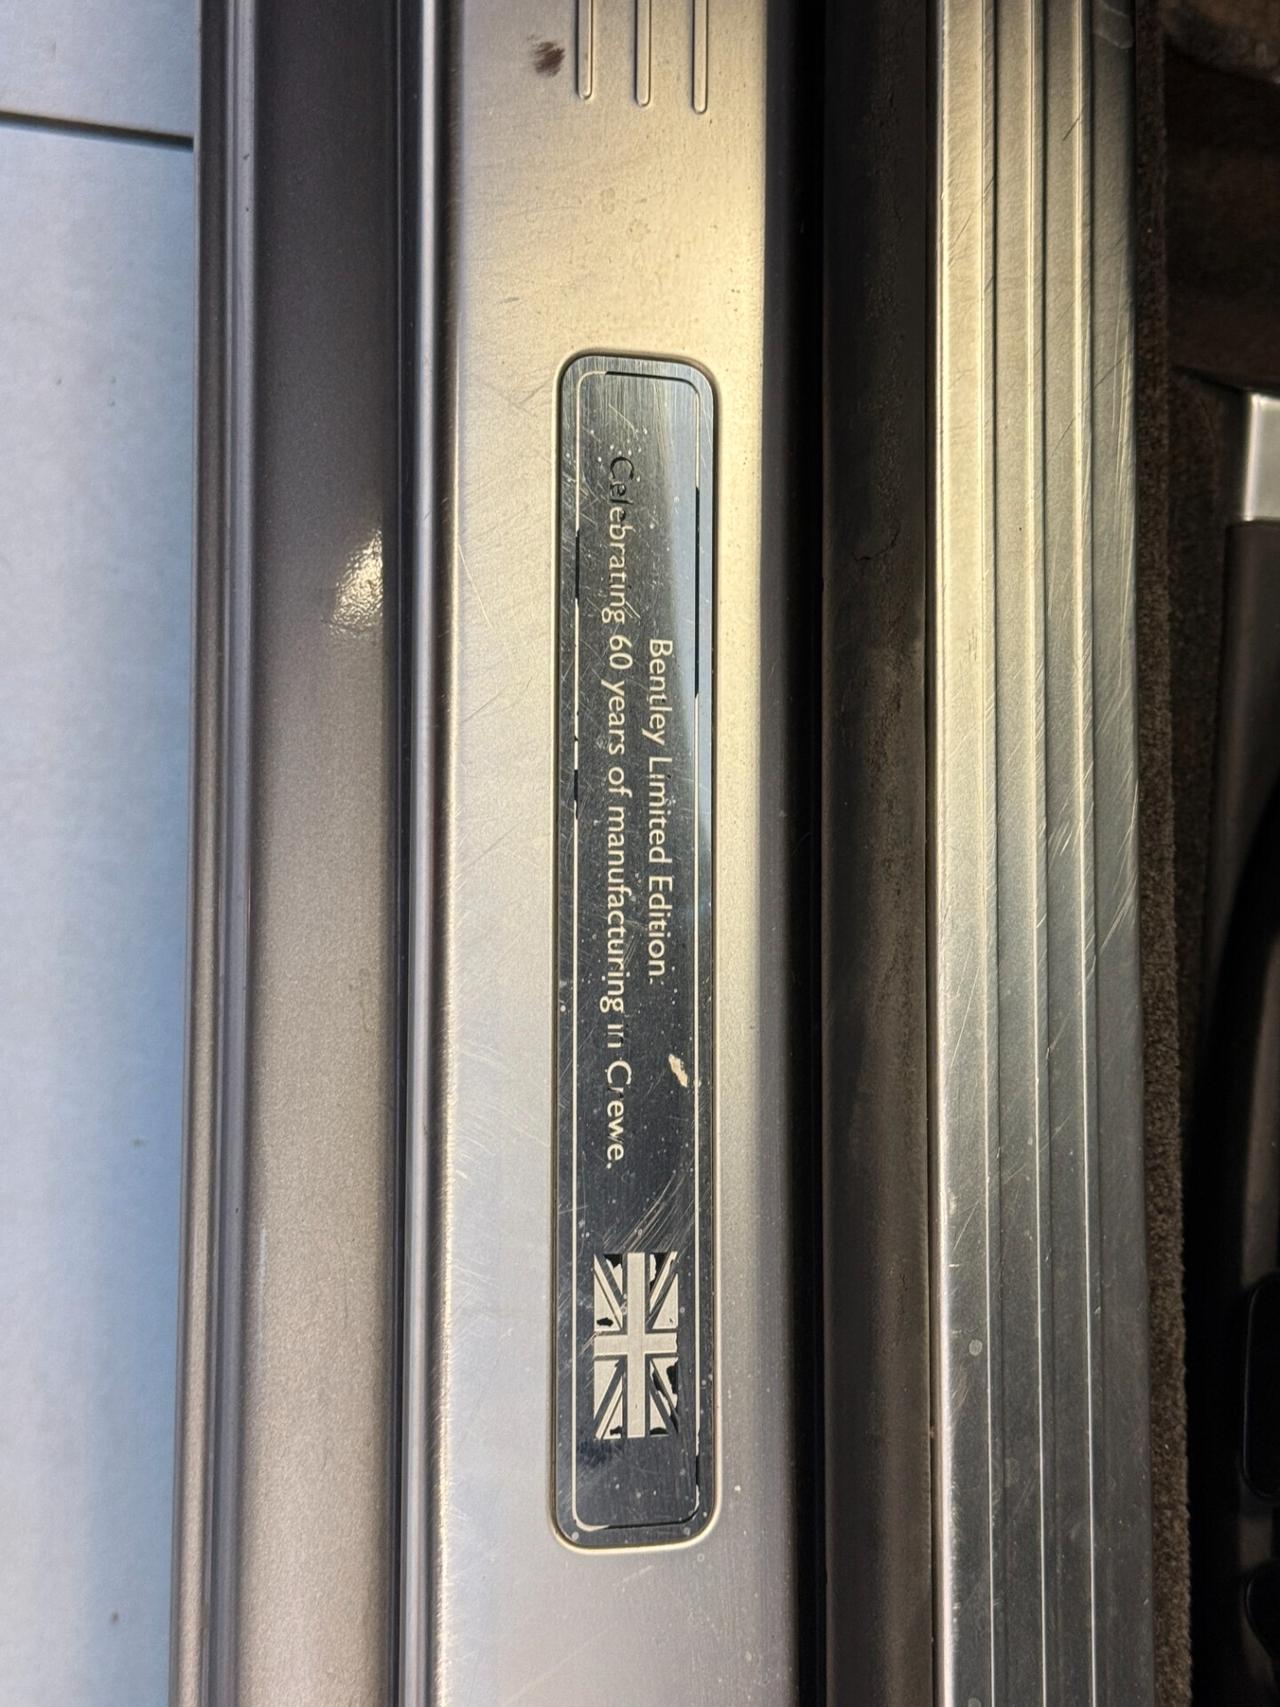 Bentley Limited Edition.
Celebrating 60 years of manufacturing in Crewe.